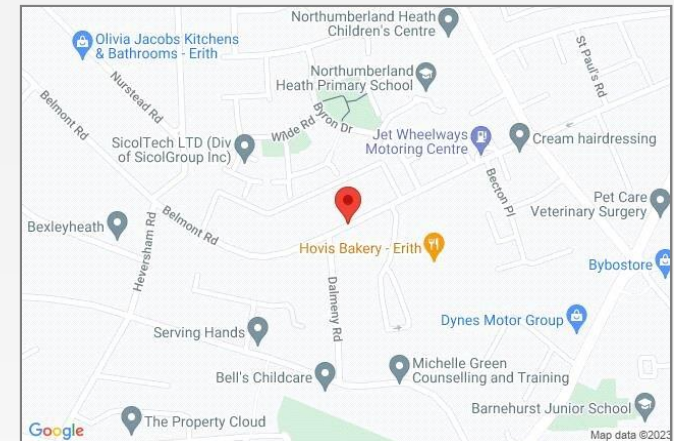 Northumberland Heath
Children's Centre
Olivia Jacobs Kitchens
& Bathrooms - Erith
St Paul's Rd
Nurstead Rd
Northumberland
Heath Primary School
Belmont Rd
Byron Dr
Wilde Rd
SicolTech LTD (Div
of SicolGroup Inc)
Jet Wheelways
Motoring Centre
Cream hairdressing
Becton Pl
Pet Care
Veterinary Surgery
Bexleyheath
Belmont Rd
Heversham Rd
Hovis Bakery - Erith
Bybostore
Dalmeny Rd
Dynes Motor Group
Serving Hands
Bell's Childcare
Michelle Green
Counselling and Training
Barnehurst Junior School
The Property Cloud
Google
Map data ©2023